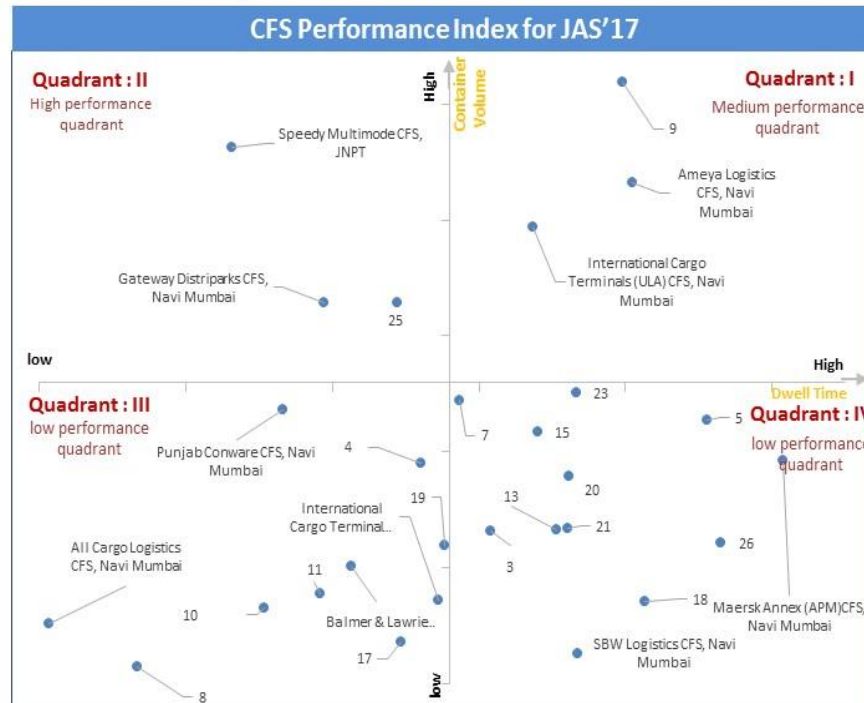 CFS Performance Index for JAS'17
Quadrant : II
High performance
quadrant
High
Container
Volume
Quadrant : I
Medium performance
quadrant
9
Speedy Multimode CFS,
JNPT
Ameya Logistics
CFS, Navi
Mumbai
International Cargo
Terminals (ULA) CFS, Navi
Mumbai
Gateway Distriparks CFS,
Navi Mumbai
25
low
High
Dwell Time
Quadrant : III
low performance
quadrant
Quadrant : IV
low performance
quadrant
23
5
7
15
Punjab Conware CFS, Navi
Mumbai
4
20
19
International
Cargo Terminal..
13
21
3
26
All Cargo Logistics
CFS, Navi Mumbai
11
10
Balmer & Lawrie..
17
18
Maersk Annex (APM)CFS,
Navi Mumbai
SBW Logistics CFS, Navi
Mumbai
8
low